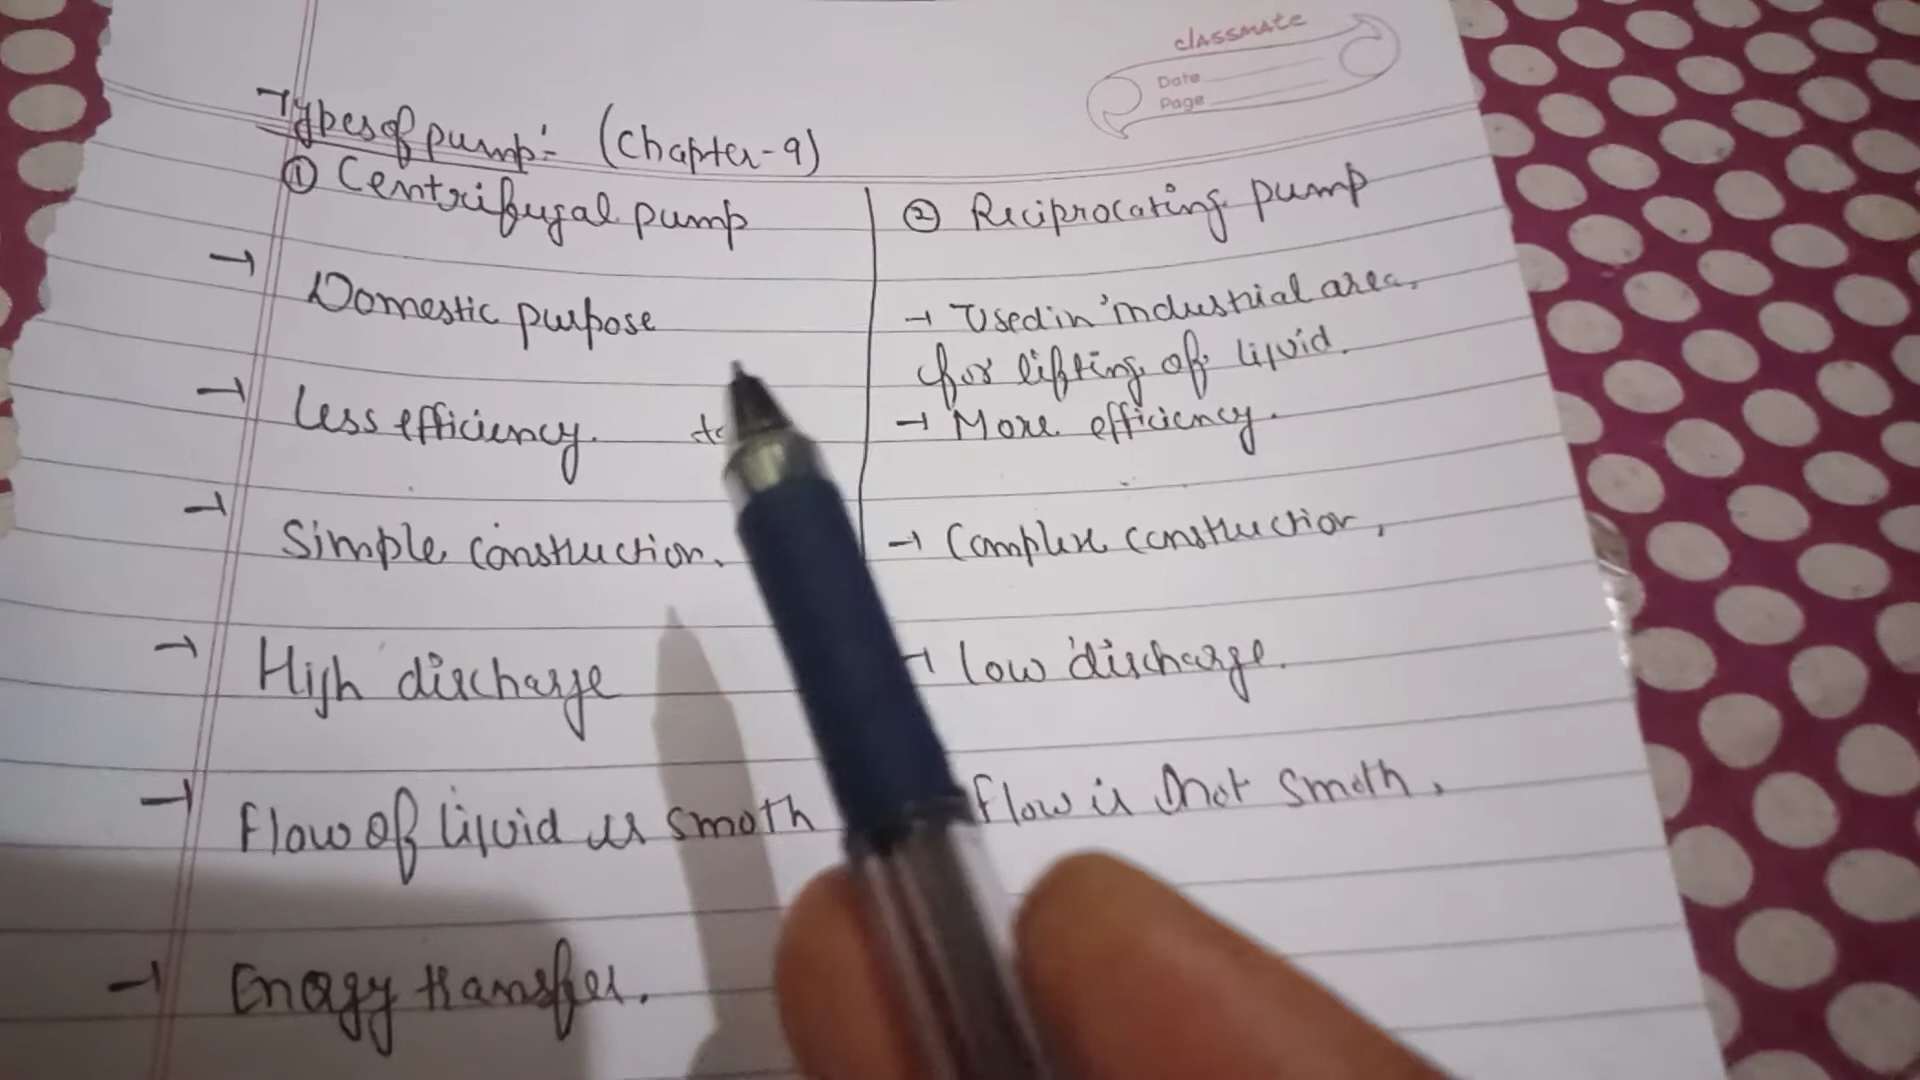 classmate
Date
Page
Types of pump:- (Chapter-9)
① Centrifugal pump
② Reciprocating pump
→ Domestic purpose
→ Used in industrial area,
for lifting of liquid.
→ Less efficiency.
→ More efficiency.
→ Simple construction.
→ Complex construction,
→ High discharge
→ low discharge.
→ Flow of liquid is smoth
flow is not smoth,
→ Energy transfer.